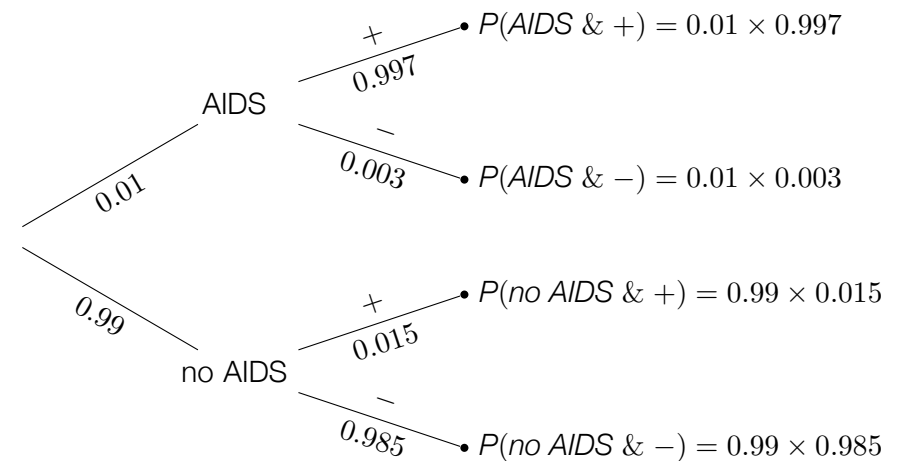 +
0.997
P(AIDS & +) = 0.01 × 0.997
AIDS
−
0.003
P(AIDS & −) = 0.01 × 0.003
0.01
0.99
+
0.015
P(no AIDS & +) = 0.99 × 0.015
no AIDS
−
0.985
P(no AIDS & −) = 0.99 × 0.985